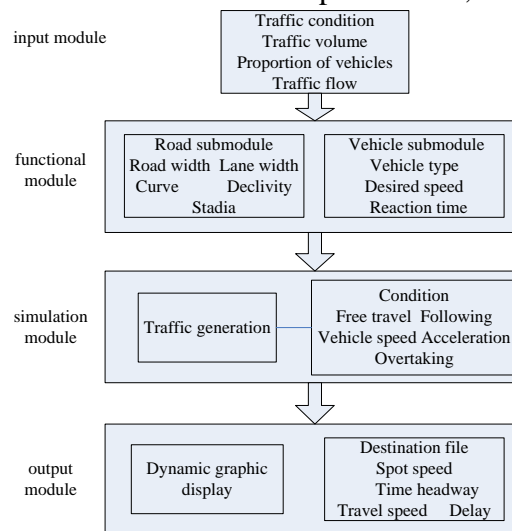 input module
Traffic condition
Traffic volume
Proportion of vehicles
Traffic flow
functional
module
Road submodule
Road width Lane width
Curve Declivity
Stadia
Vehicle submodule
Vehicle type
Desired speed
Reaction time
simulation
module
Traffic generation
Condition
Free travel Following
Vehicle speed Acceleration
Overtaking
output
module
Dynamic graphic
display
Destination file
Spot speed
Time headway
Travel speed Delay